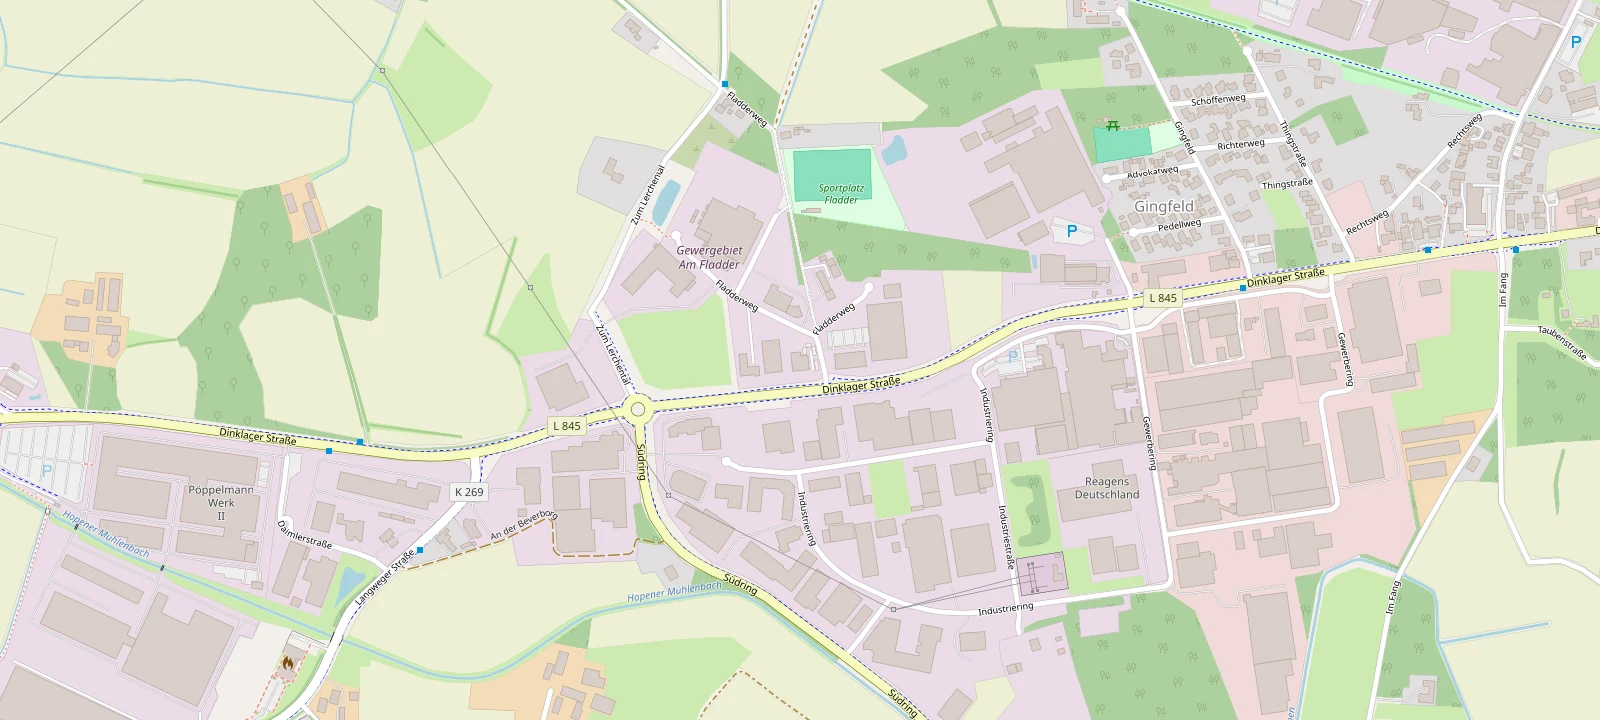 P
Fladderweg
Schöffenweg
Rechtsweg
Gingfeld
Thingstraße
Richterweg
Advokatweg
Zum Lerchental
Sportplatz
Fladder
Thingstraße
Gingfeld
Pedellweg
Rechtsweg
P
Gewergebiet
Am Fladder
Dinklager Straße
L 845
Fladderweg
Fladderweg
Im Fang
Taubenstraße
Zum Lerchental
P
Gewerbering
Dinklager Straße
Industriering
L 845
Dinklager Straße
Gewerbering
Südring
P
K 269
Pöppelmann
Werk
II
Reagens
Deutschland
Hopener Mühlenbach
Daimlerstraße
An der Beverborg
Industriering
Industriestraße
Langweger Straße
Südring
Hopener Mühlenbach
Industriering
Im Fang
Südring